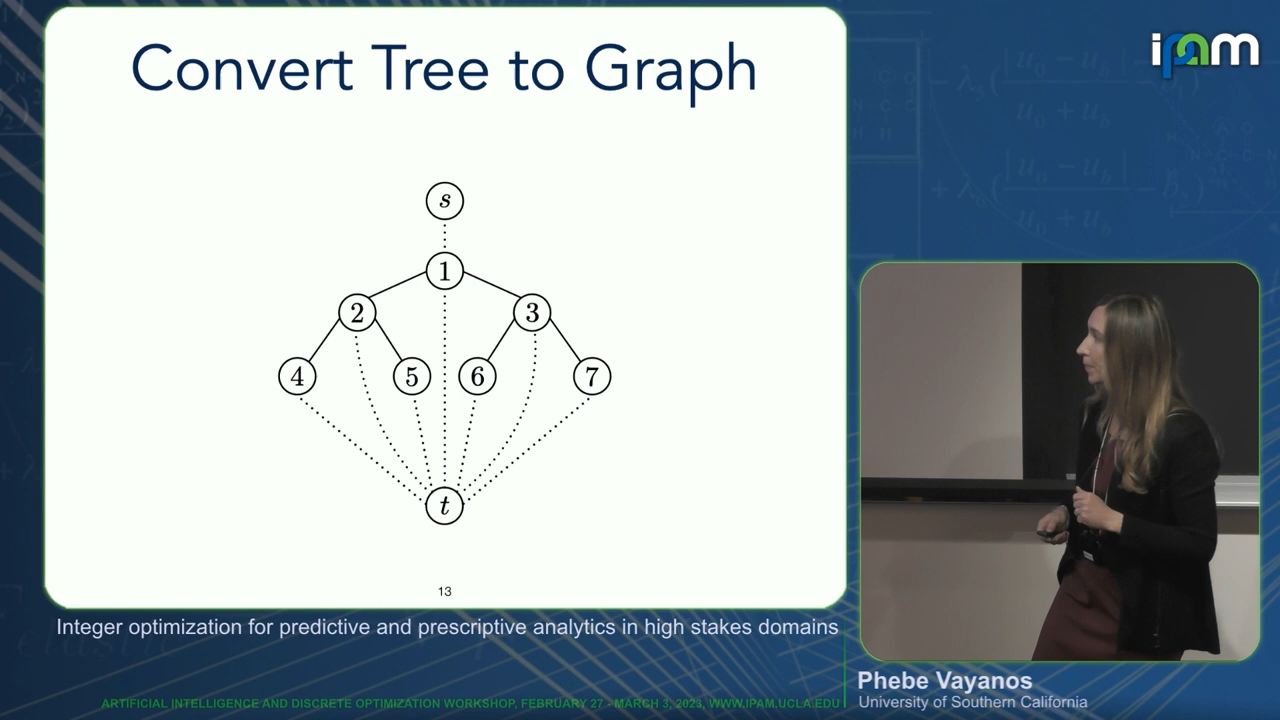 Convert Tree to Graph
ipam
s
1
2
3
4
5
6
7
t
13
Integer optimization for predictive and prescriptive analytics in high stakes domains
Phebe Vayanos
University of Southern California
ARTIFICIAL INTELLIGENCE AND DISCRETE OPTIMIZATION WORKSHOP, FEBRUARY 27 - MARCH 3, 2023, WWW.IPAM.UCLA.EDU